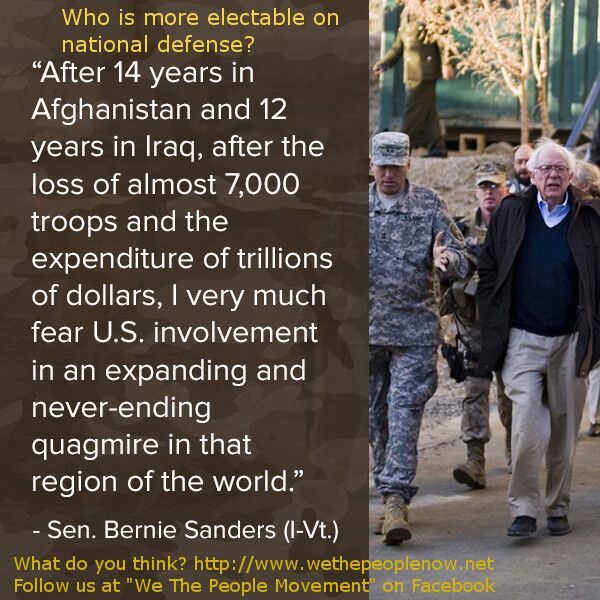 Who is more electable on
national defense?
“After 14 years in
Afghanistan and 12
years in Iraq, after the
loss of almost 7,000
troops and the
expenditure of trillions
of dollars, I very much
fear U.S. involvement
in an expanding and
never-ending
quagmire in that
region of the world.”
- Sen. Bernie Sanders (I-Vt.)
What do you think? http://www.wethepeoplenow.net
Follow us at "We The People Movement" on Facebook